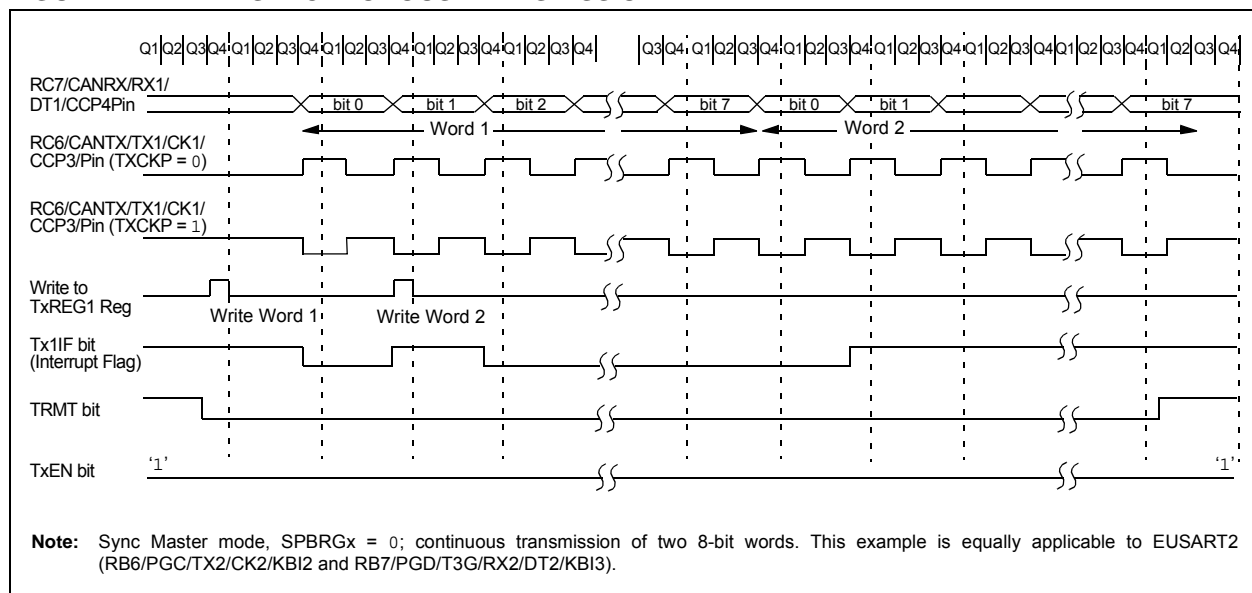 Q1 Q2 Q3 Q4 Q1 Q2 Q3 Q4 Q1 Q2 Q3 Q4 Q1 Q2 Q3 Q4 Q1 Q2 Q3 Q4 Q3 Q4 Q1 Q2 Q3 Q4 Q1 Q2 Q3 Q4 Q1 Q2 Q3 Q4 Q1 Q2 Q3 Q4 Q1 Q2 Q3 Q4 Q1 Q2 Q3 Q4
RC7/CANRX/RX1/
DT1/CCP4Pin bit 0 bit 1 bit 2 bit 7 bit 0 bit 1 bit 7
Word 1 Word 2
RC6/CANTX/TX1/CK1/
CCP3/Pin (TXCKP = 0)
RC6/CANTX/TX1/CK1/
CCP3/Pin (TXCKP = 1)
Write to
TxREG1 Reg
Write Word 1 Write Word 2
Tx1IF bit
(Interrupt Flag)
TRMT bit
TxEN bit '1' '1'
Note: Sync Master mode, SPBRGx = 0; continuous transmission of two 8-bit words. This example is equally applicable to EUSART2
(RB6/PGC/TX2/CK2/KBI2 and RB7/PGD/T3G/RX2/DT2/KBI3).